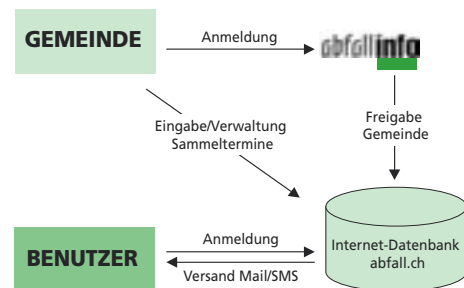 GEMEINDE
Anmeldung
abfallinfo
Eingabe/Verwaltung
Sammeltermine
Freigabe
Gemeinde
BENUTZER
Anmeldung
Versand Mail/SMS
Internet-Datenbank
abfall.ch